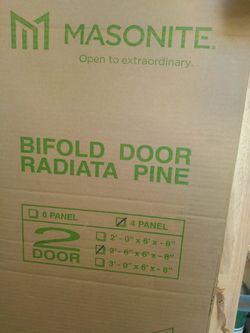 MASONITE.
Open to extraordinary.
BIFOLD DOOR
RADIATA PINE
6 PANEL 4 PANEL
2 DOOR
2'-0" x 6'x-8"
2'-6" x 6'x-8"
3'-0" x 6'x-8"
MASONITE